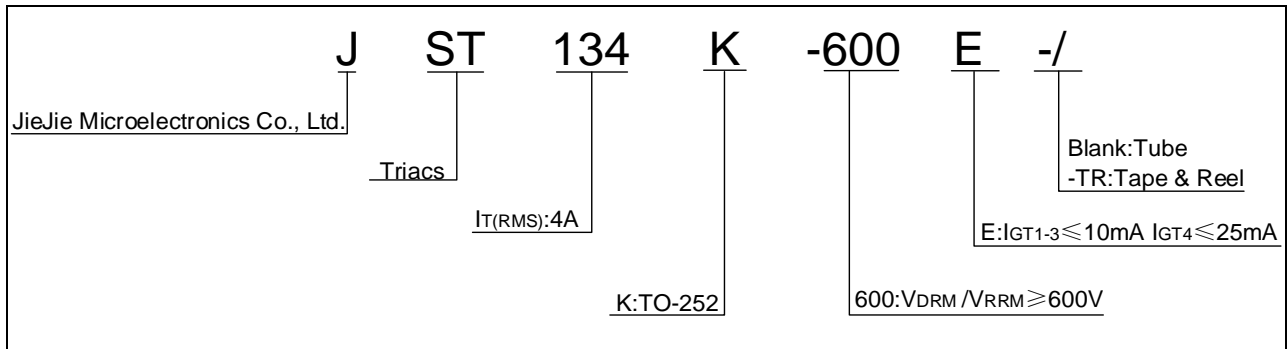 J ST 134 K -600 E -/
JieJie Microelectronics Co., Ltd.
Triacs
IT(RMS):4A
K:TO-252
600:VDRM /VRRM≥600V
E:IGT1-3≤10mA IGT4≤25mA
Blank:Tube
-TR:Tape & Reel